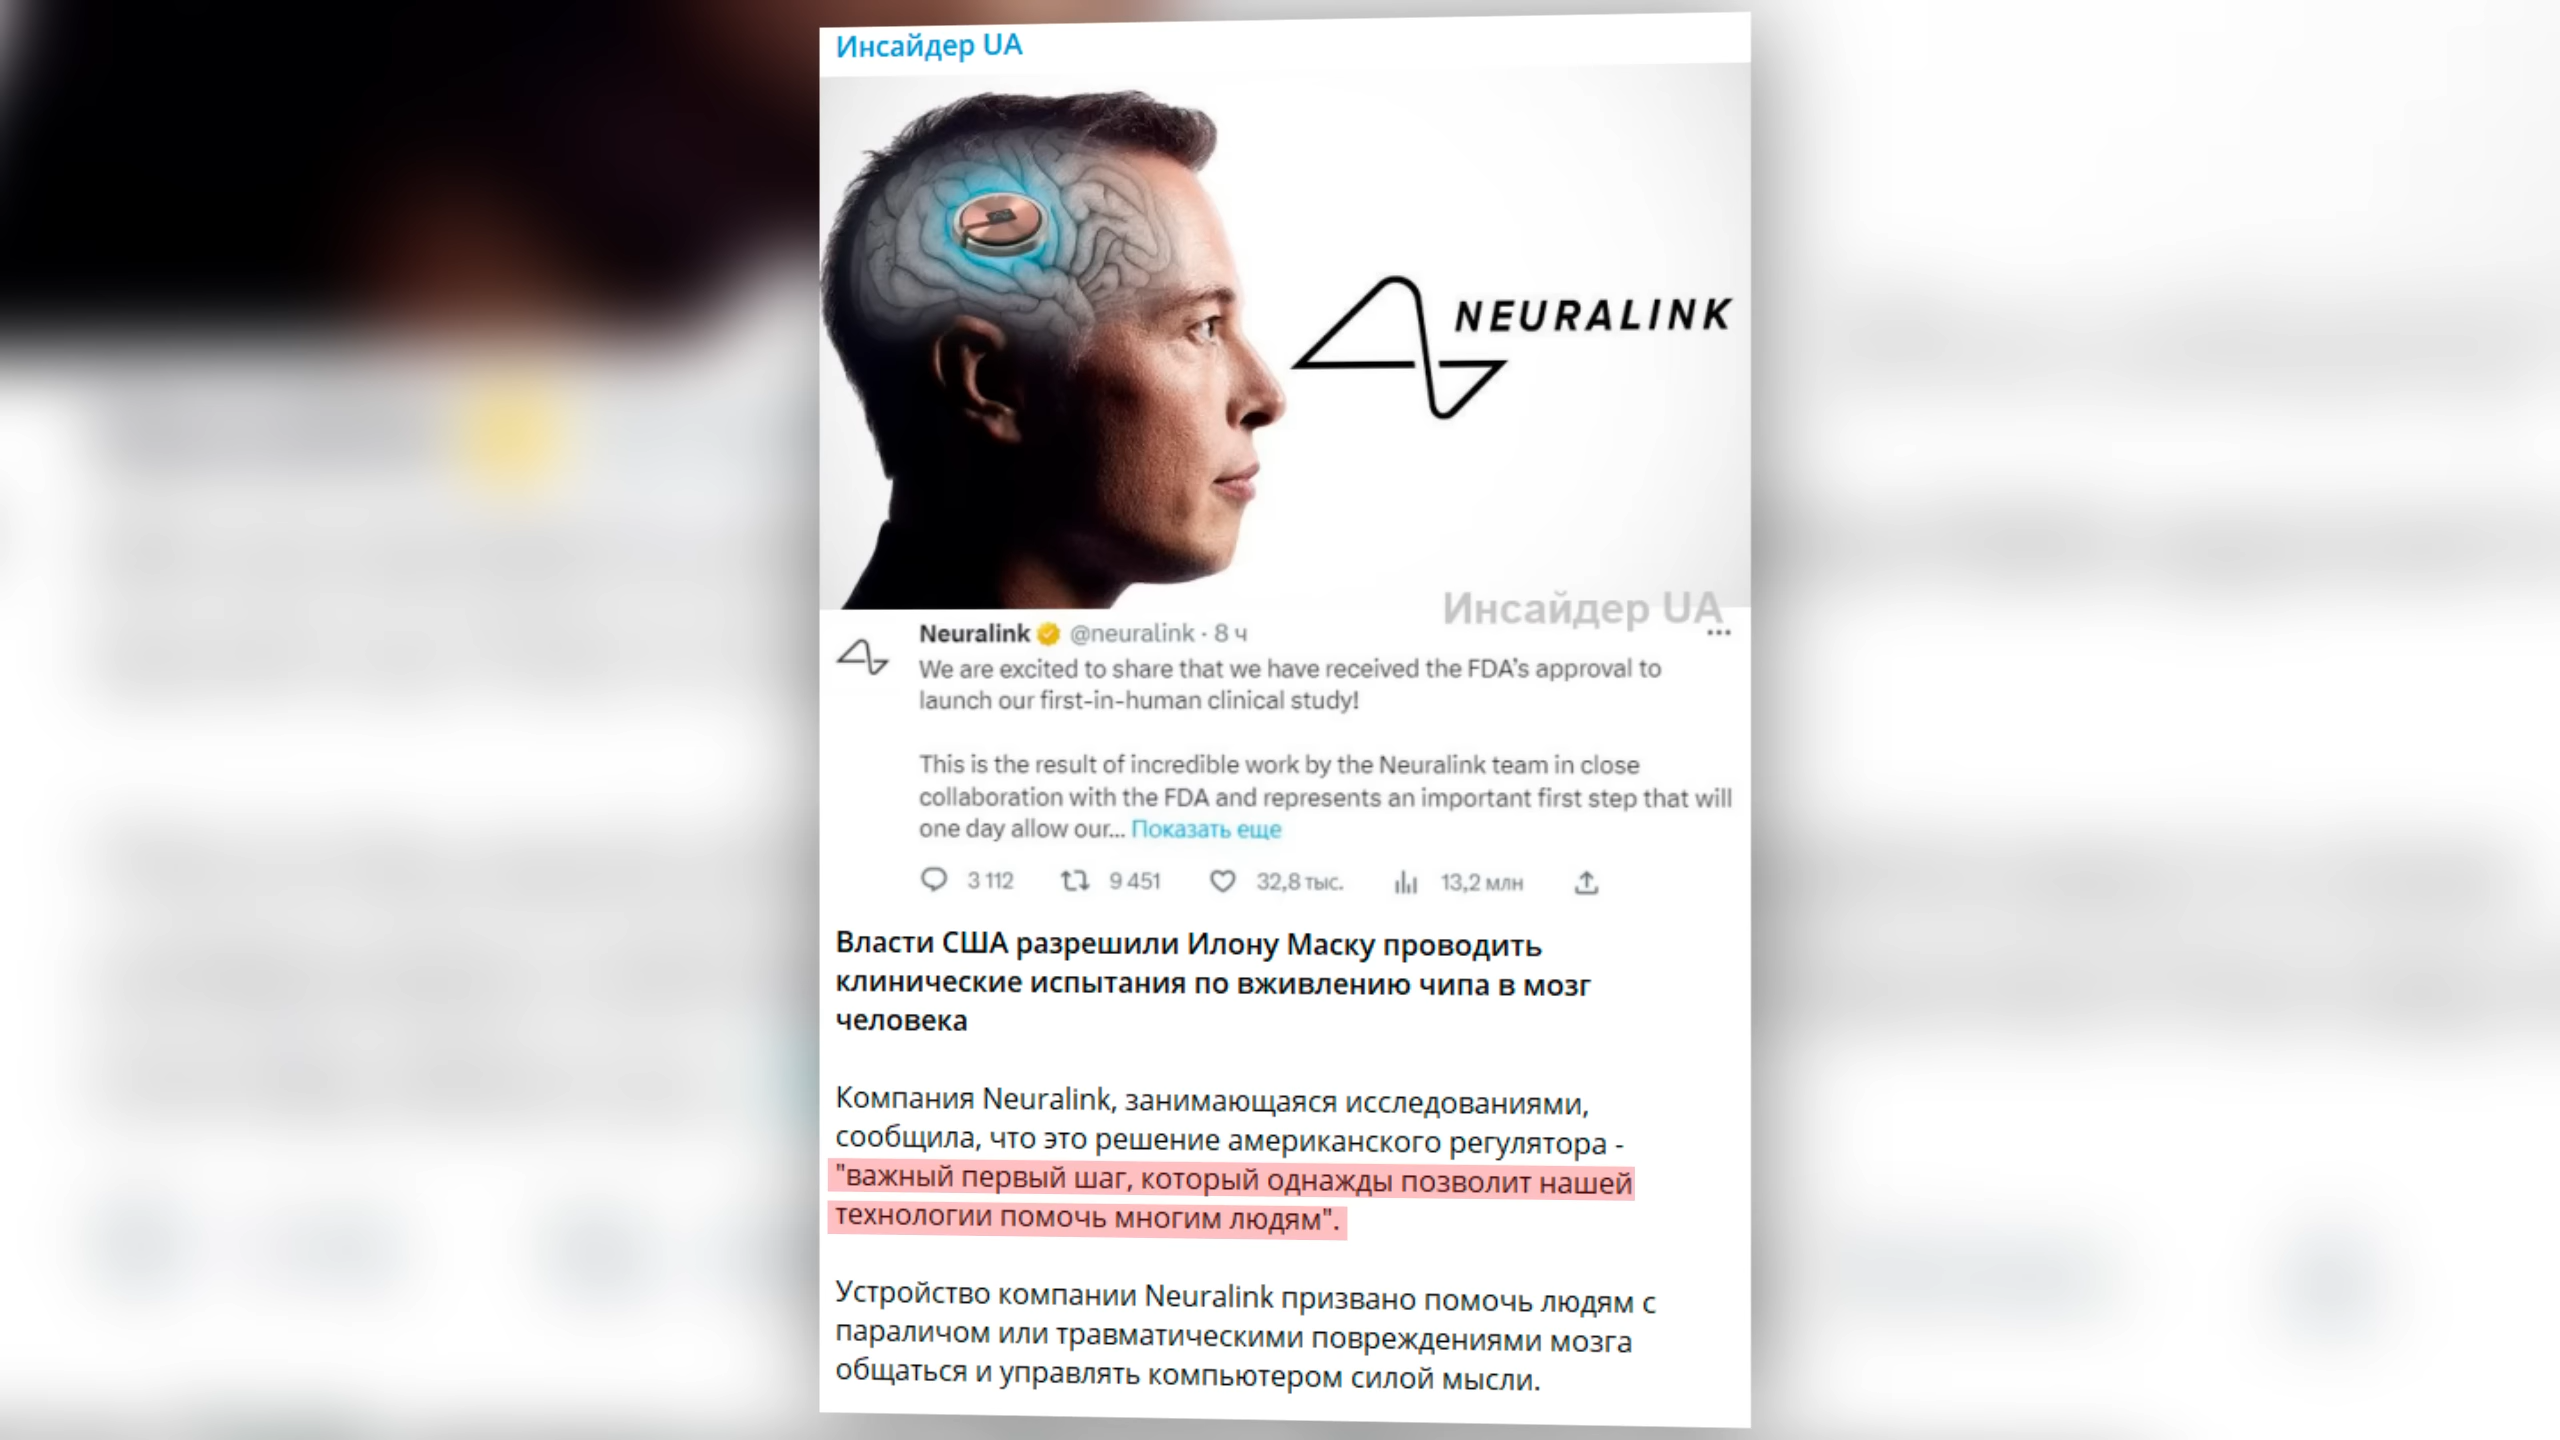 Инсайдер UA
NEURALINK
Инсайдер UA
Neuralink @neuralink · 8 ч
We are excited to share that we have received the FDA's approval to
launch our first-in-human clinical study!
This is the result of incredible work by the Neuralink team in close
collaboration with the FDA and represents an important first step that will
one day allow our... Показать еще
3 112 9 451 32,8 тыс. 13,2 млн
Власти США разрешили Илону Маску проводить
клинические испытания по вживлению чипа в мозг
человека
Компания Neuralink, занимающаяся исследованиями,
сообщила, что это решение американского регулятора -
"важный первый шаг, который однажды позволит нашей
технологии помочь многим людям".
Устройство компании Neuralink призвано помочь людям с
параличом или травматическими повреждениями мозга
общаться и управлять компьютером силой мысли.